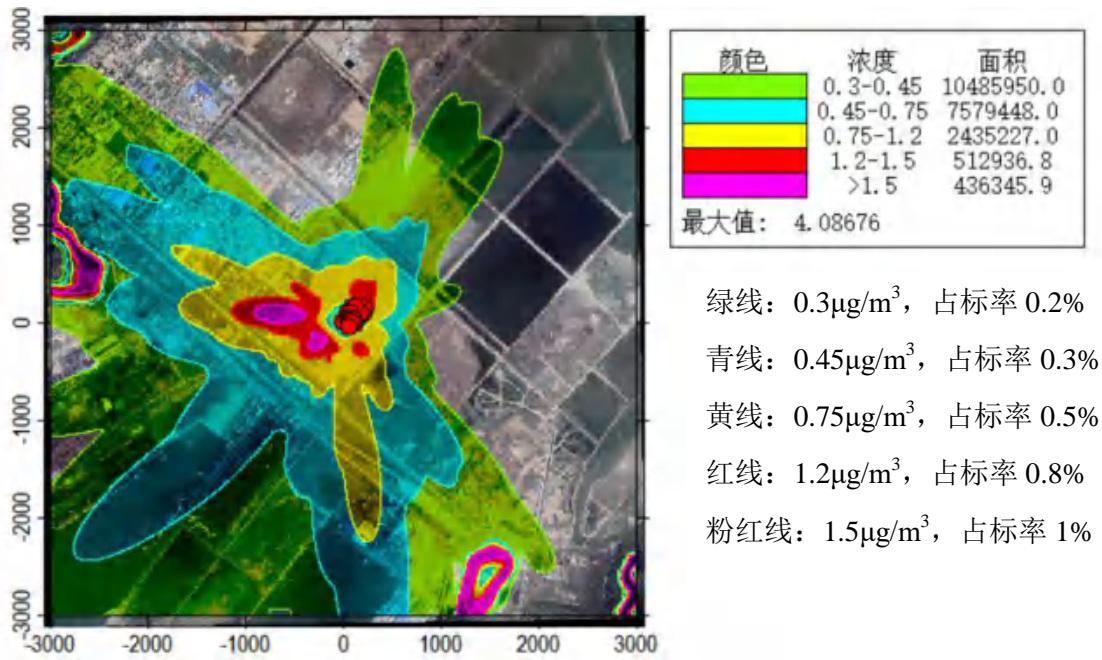 3000
2000
1000
0
-1000
-2000
-3000
-3000 -2000 -1000 0 1000 2000 3000
颜色 浓度 面积
0.3-0.45 10485950.0
0.45-0.75 7579448.0
0.75-1.2 2435227.0
1.2-1.5 512936.8
>1.5 436345.9
最大值: 4.08676
绿线：0.3μg/m³，占标率 0.2%
青线：0.45μg/m³，占标率 0.3%
黄线：0.75μg/m³，占标率 0.5%
红线：1.2μg/m³，占标率 0.8%
粉红线：1.5μg/m³，占标率 1%